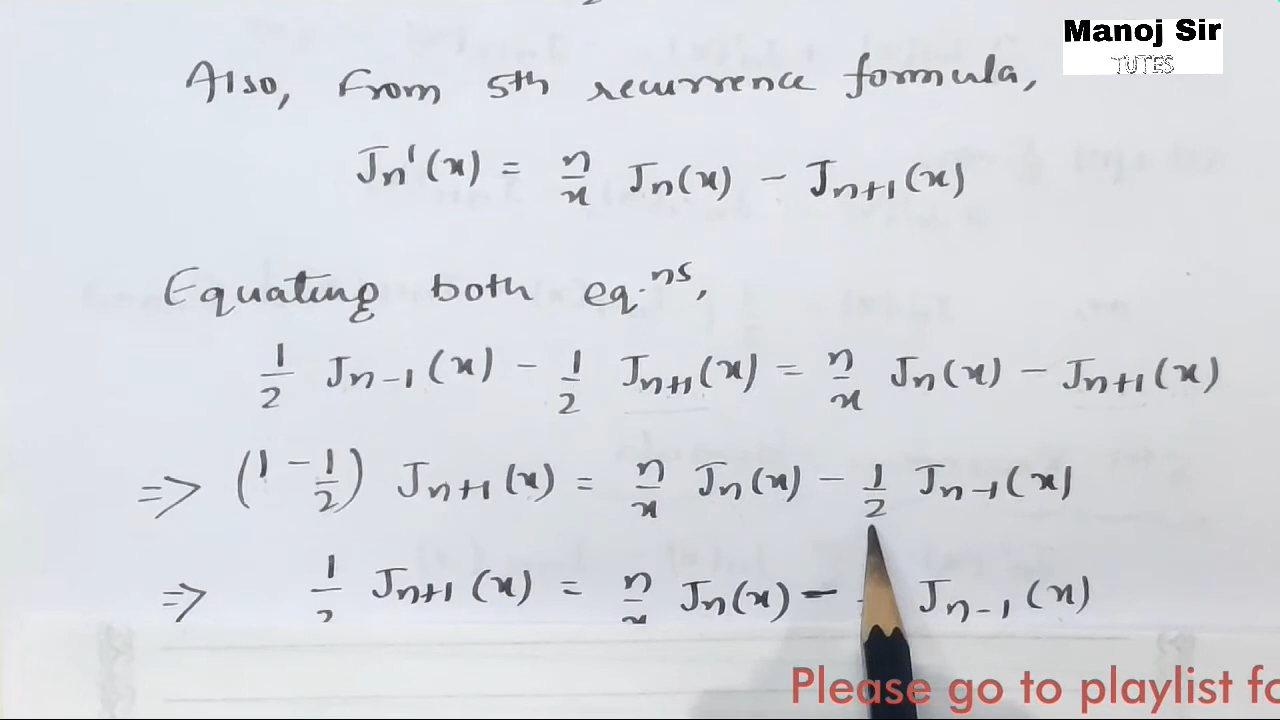 Manoj Sir
TUTES
Also, from 5th recurrence formula,
Jn'(x) = n/x Jn(x) - Jn+1(x)
Equating both eq.ns,
1/2 Jn-1(x) - 1/2 Jn+1(x) = n/x Jn(x) - Jn+1(x)
=> (1 - 1/2) Jn+1(x) = n/x Jn(x) - 1/2 Jn-1(x)
=> 1/2 Jn+1(x) = n/x Jn(x) - Jn-1(x)
Please go to playlist fo